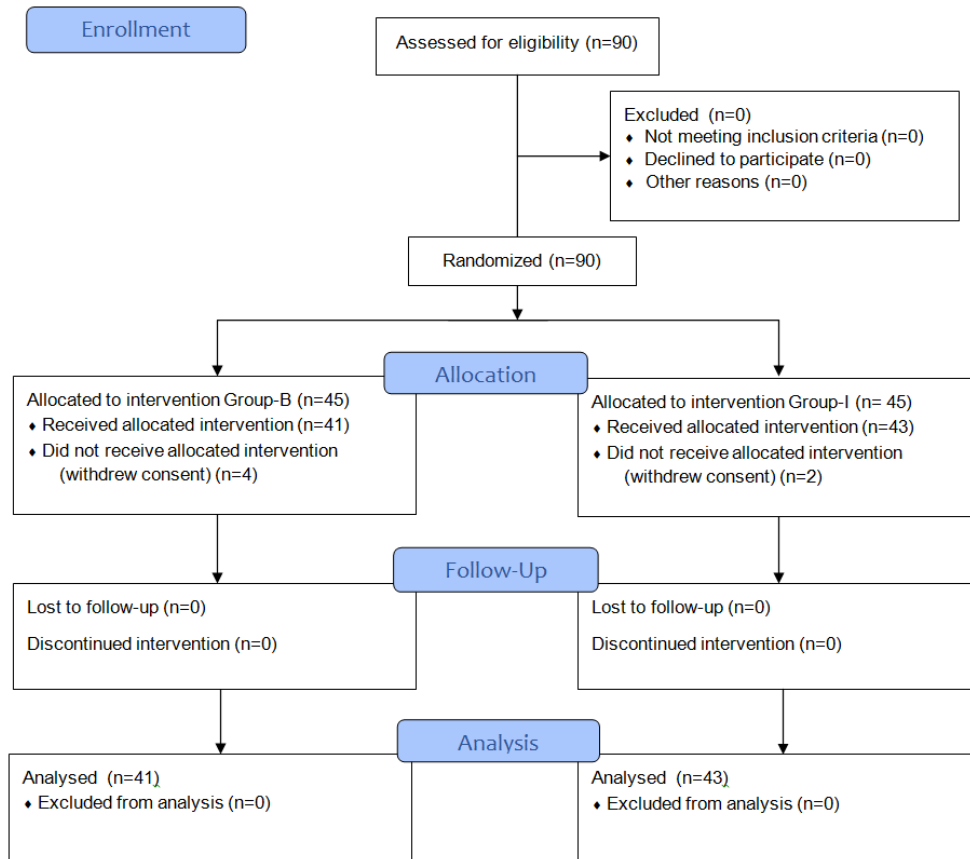 Enrollment
Assessed for eligibility (n=90)
Excluded (n=0)
♦ Not meeting inclusion criteria (n=0)
♦ Declined to participate (n=0)
♦ Other reasons (n=0)
Randomized (n=90)
Allocation
Allocated to intervention Group-B (n=45)
♦ Received allocated intervention (n=41)
♦ Did not receive allocated intervention
(withdrew consent) (n=4)
Allocated to intervention Group-I (n= 45)
♦ Received allocated intervention (n=43)
♦ Did not receive allocated intervention
(withdrew consent) (n=2)
Follow-Up
Lost to follow-up (n=0)
Discontinued intervention (n=0)
Lost to follow-up (n=0)
Discontinued intervention (n=0)
Analysis
Analysed (n=41)
♦ Excluded from analysis (n=0)
Analysed (n=43)
♦ Excluded from analysis (n=0)